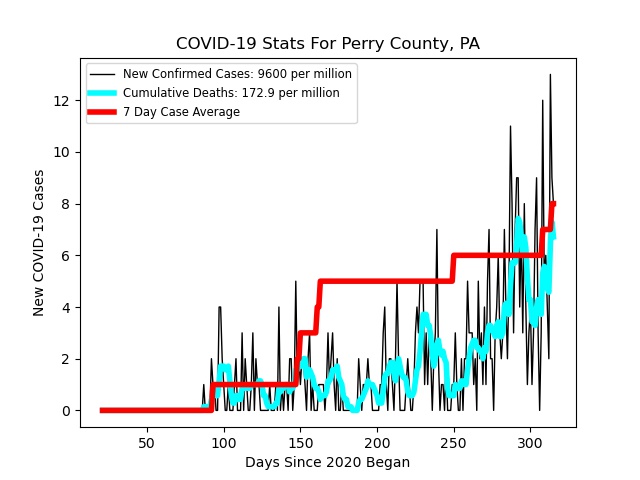 COVID-19 Stats For Perry County, PA
New Confirmed Cases: 9600 per million
Cumulative Deaths: 172.9 per million
7 Day Case Average
New COVID-19 Cases
12
10
8
6
4
2
0
50 100 150 200 250 300
Days Since 2020 Began